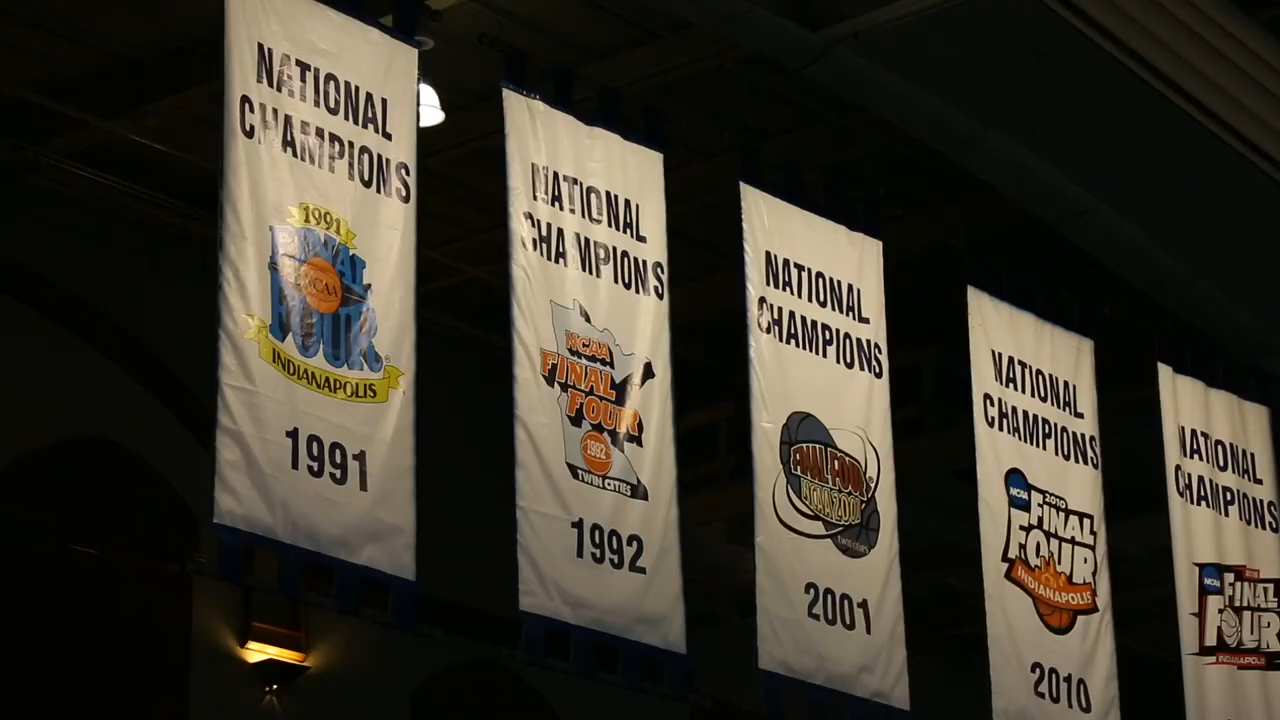 NATIONAL
CHAMPIONS
1991
FINAL
NCAA
FOUR
INDIANAPOLIS
1991
NATIONAL
CHAMPIONS
NCAA
FINAL
FOUR
1992
TWIN CITIES
1992
NATIONAL
CHAMPIONS
FINAL FOUR
NCAA 2001
twin cities
2001
NATIONAL
CHAMPIONS
NCAA
2010
FINAL
FOUR
INDIANAPOLIS
2010
NATIONAL
CHAMPIONS
NCAA
FINAL
FOUR
INDIANAPOLIS